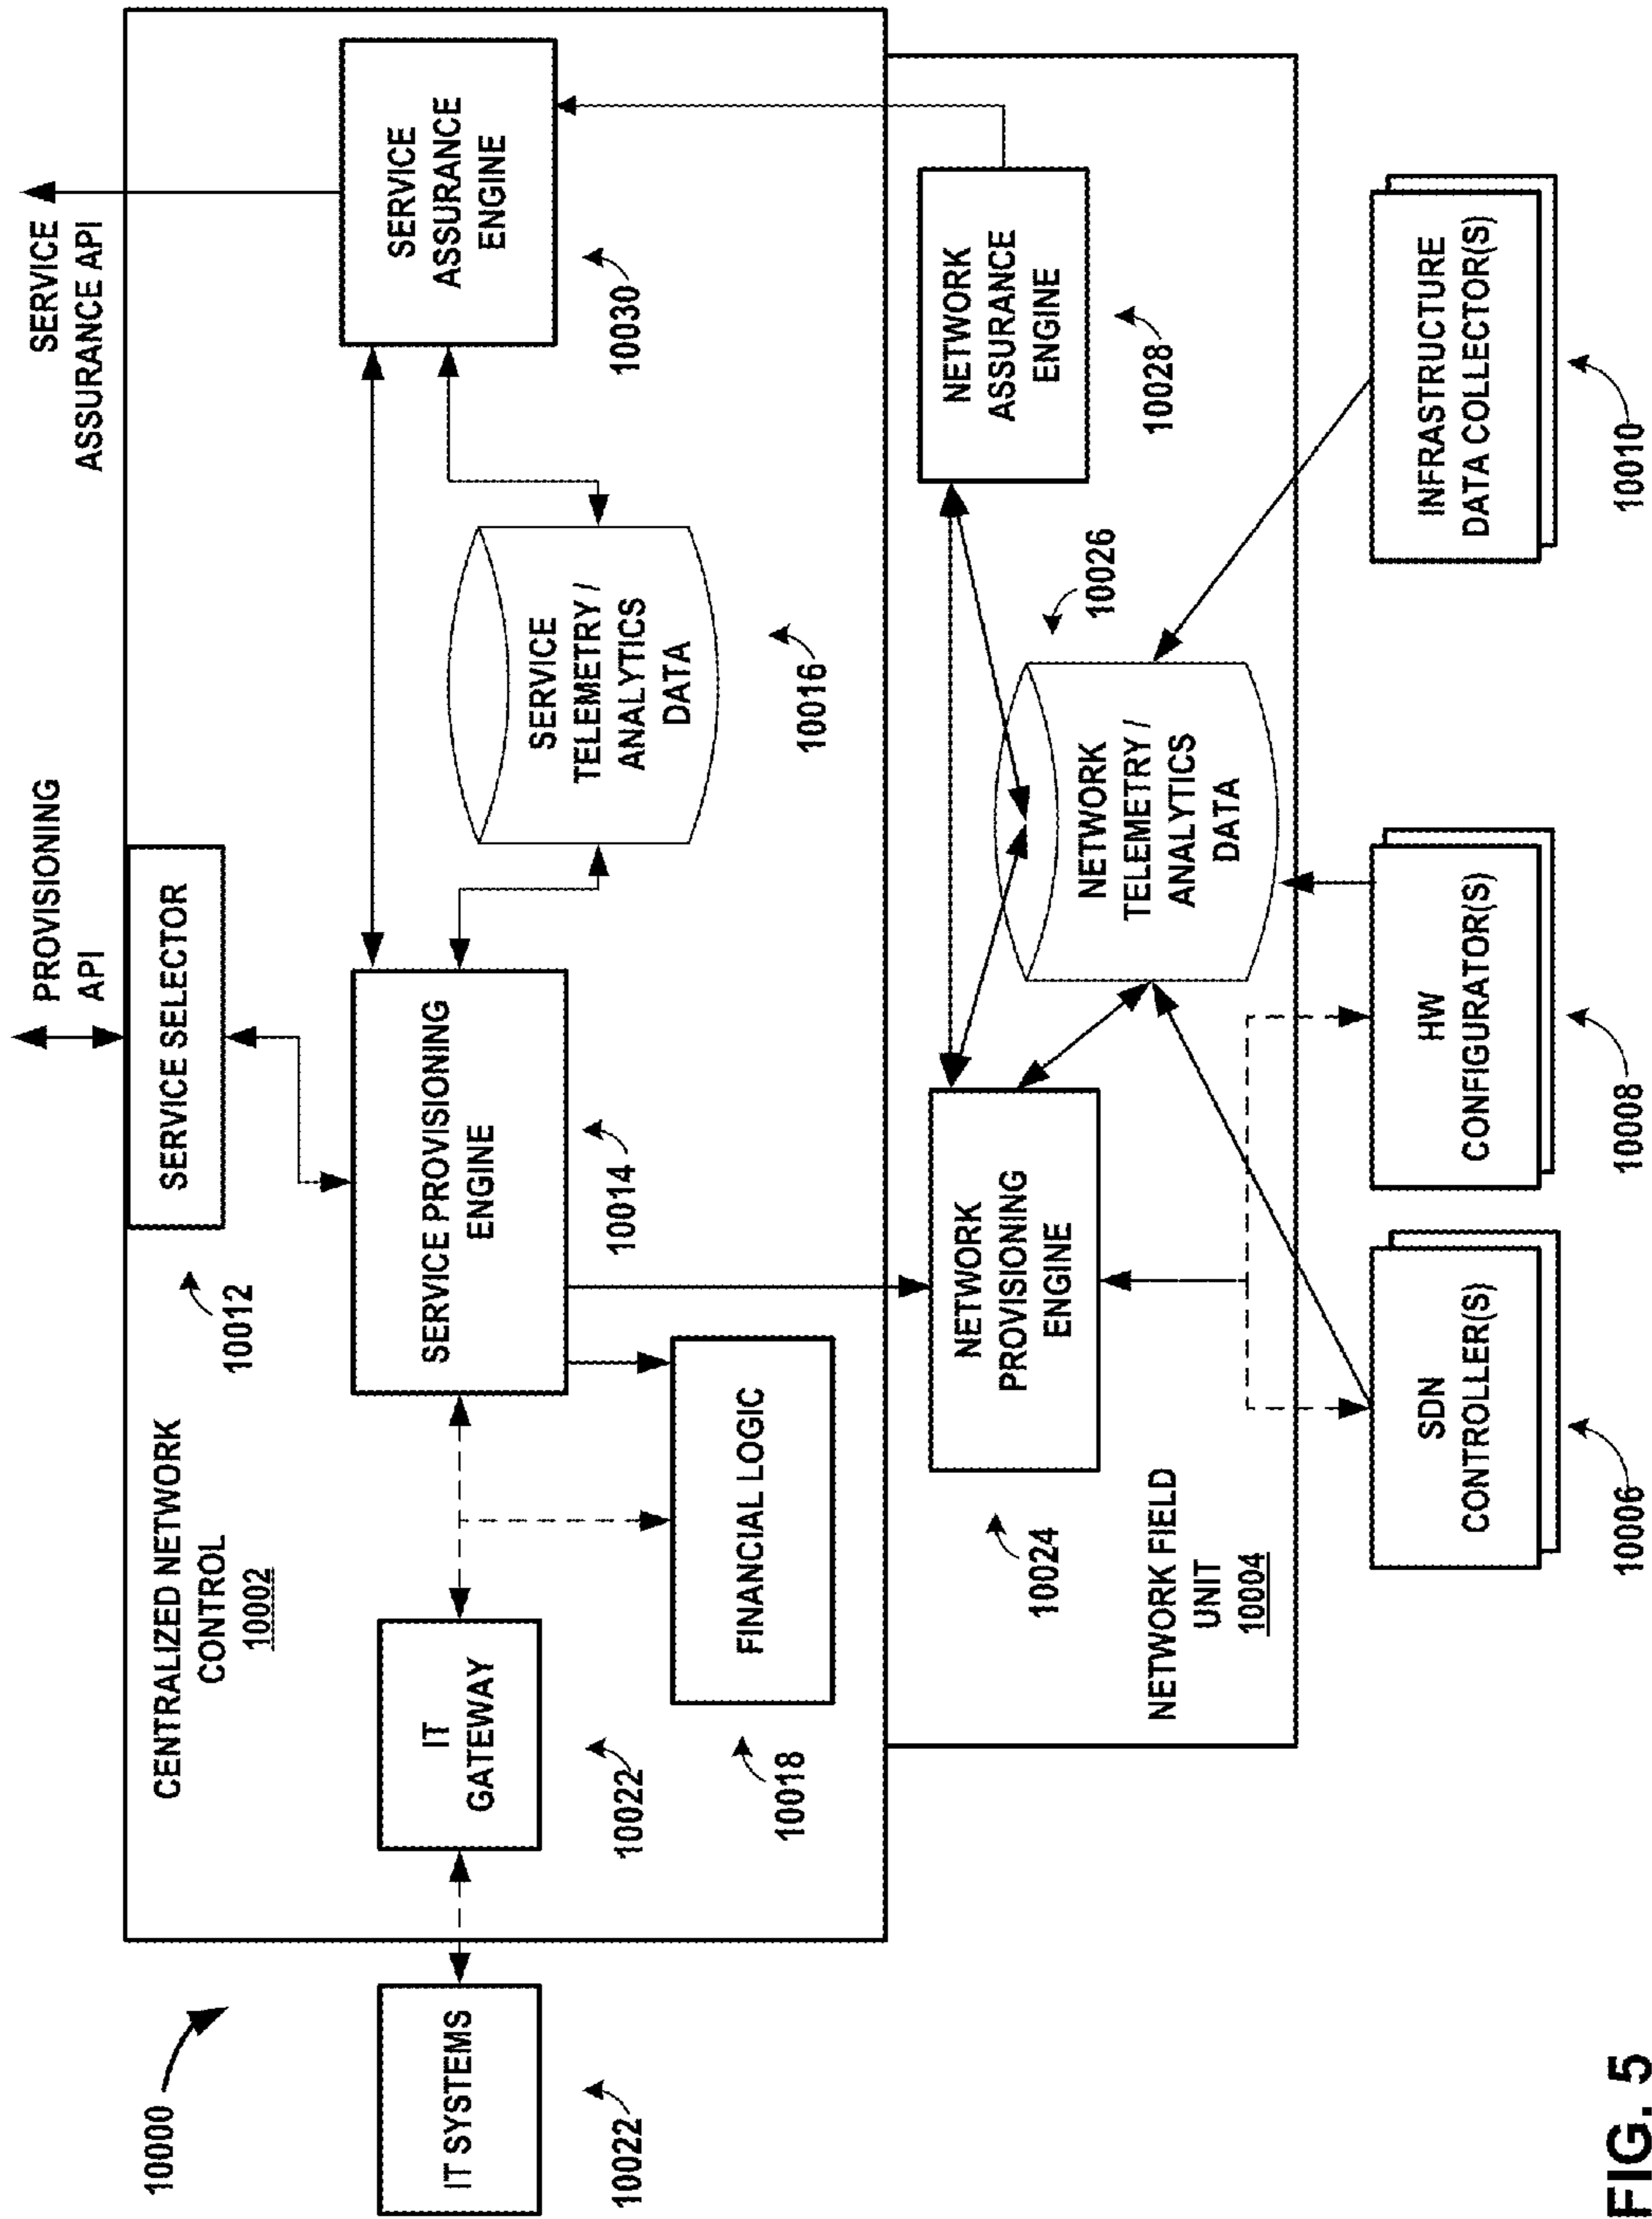 10000
PROVISIONING
API
SERVICE
ASSURANCE API
CENTRALIZED NETWORK
CONTROL
10002
SERVICE SELECTOR
10012
IT SYSTEMS
10022
IT
GATEWAY
10022
SERVICE PROVISIONING
ENGINE
10014
SERVICE
TELEMETRY /
ANALYTICS
DATA
10016
SERVICE
ASSURANCE
ENGINE
10030
FINANCIAL LOGIC
10018
NETWORK
PROVISIONING
ENGINE
10024
NETWORK
TELEMETRY /
ANALYTICS
DATA
10026
NETWORK
ASSURANCE
ENGINE
10028
NETWORK FIELD
UNIT
10004
SDN
CONTROLLER(S)
10006
HW
CONFIGURATOR(S)
10008
INFRASTRUCTURE
DATA COLLECTOR(S)
10010
FIG. 5